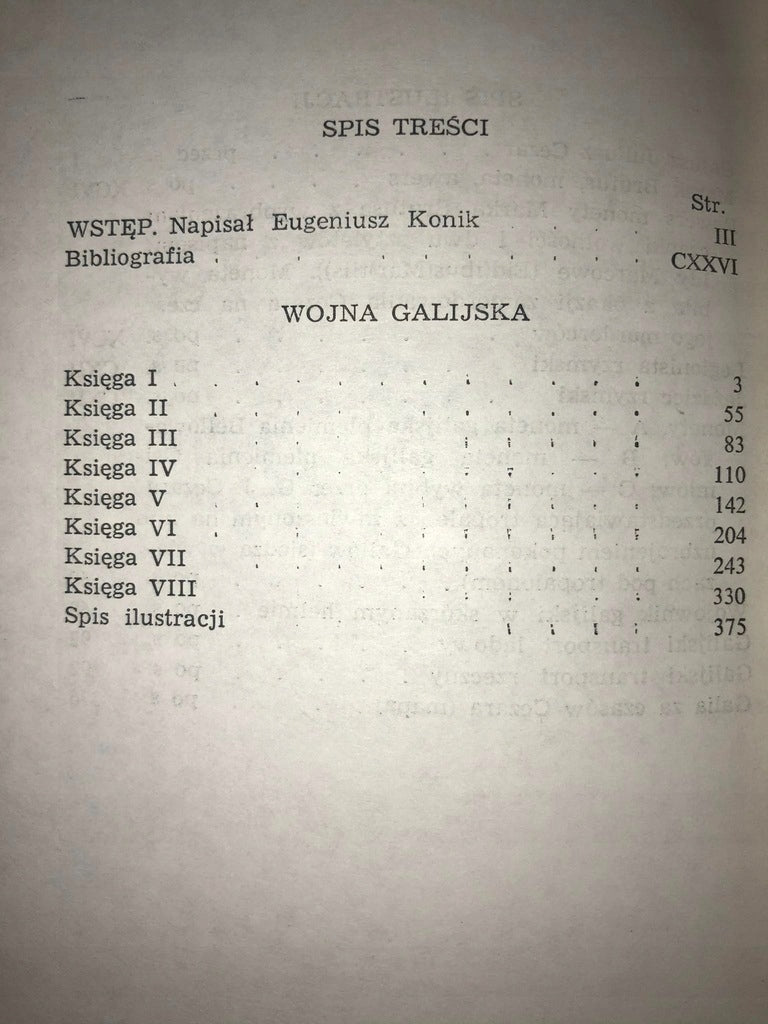 SPIS TREŚCI
Str.
WSTĘP. Napisał Eugeniusz Konik . . . . III
Bibliografia . . . . . . . . . . CXXVI
WOJNA GALIJSKA
Księga I . . . . . . . . . . . 3
Księga II . . . . . . . . . . 55
Księga III . . . . . 83
Księga IV . . . . 110
Księga V . . . . 142
Księga VI . . . . . . . . . . 204
Księga VII . . . . . . . . . 243
Księga VIII . . . . . . 330
Spis ilustracji . . . . 375